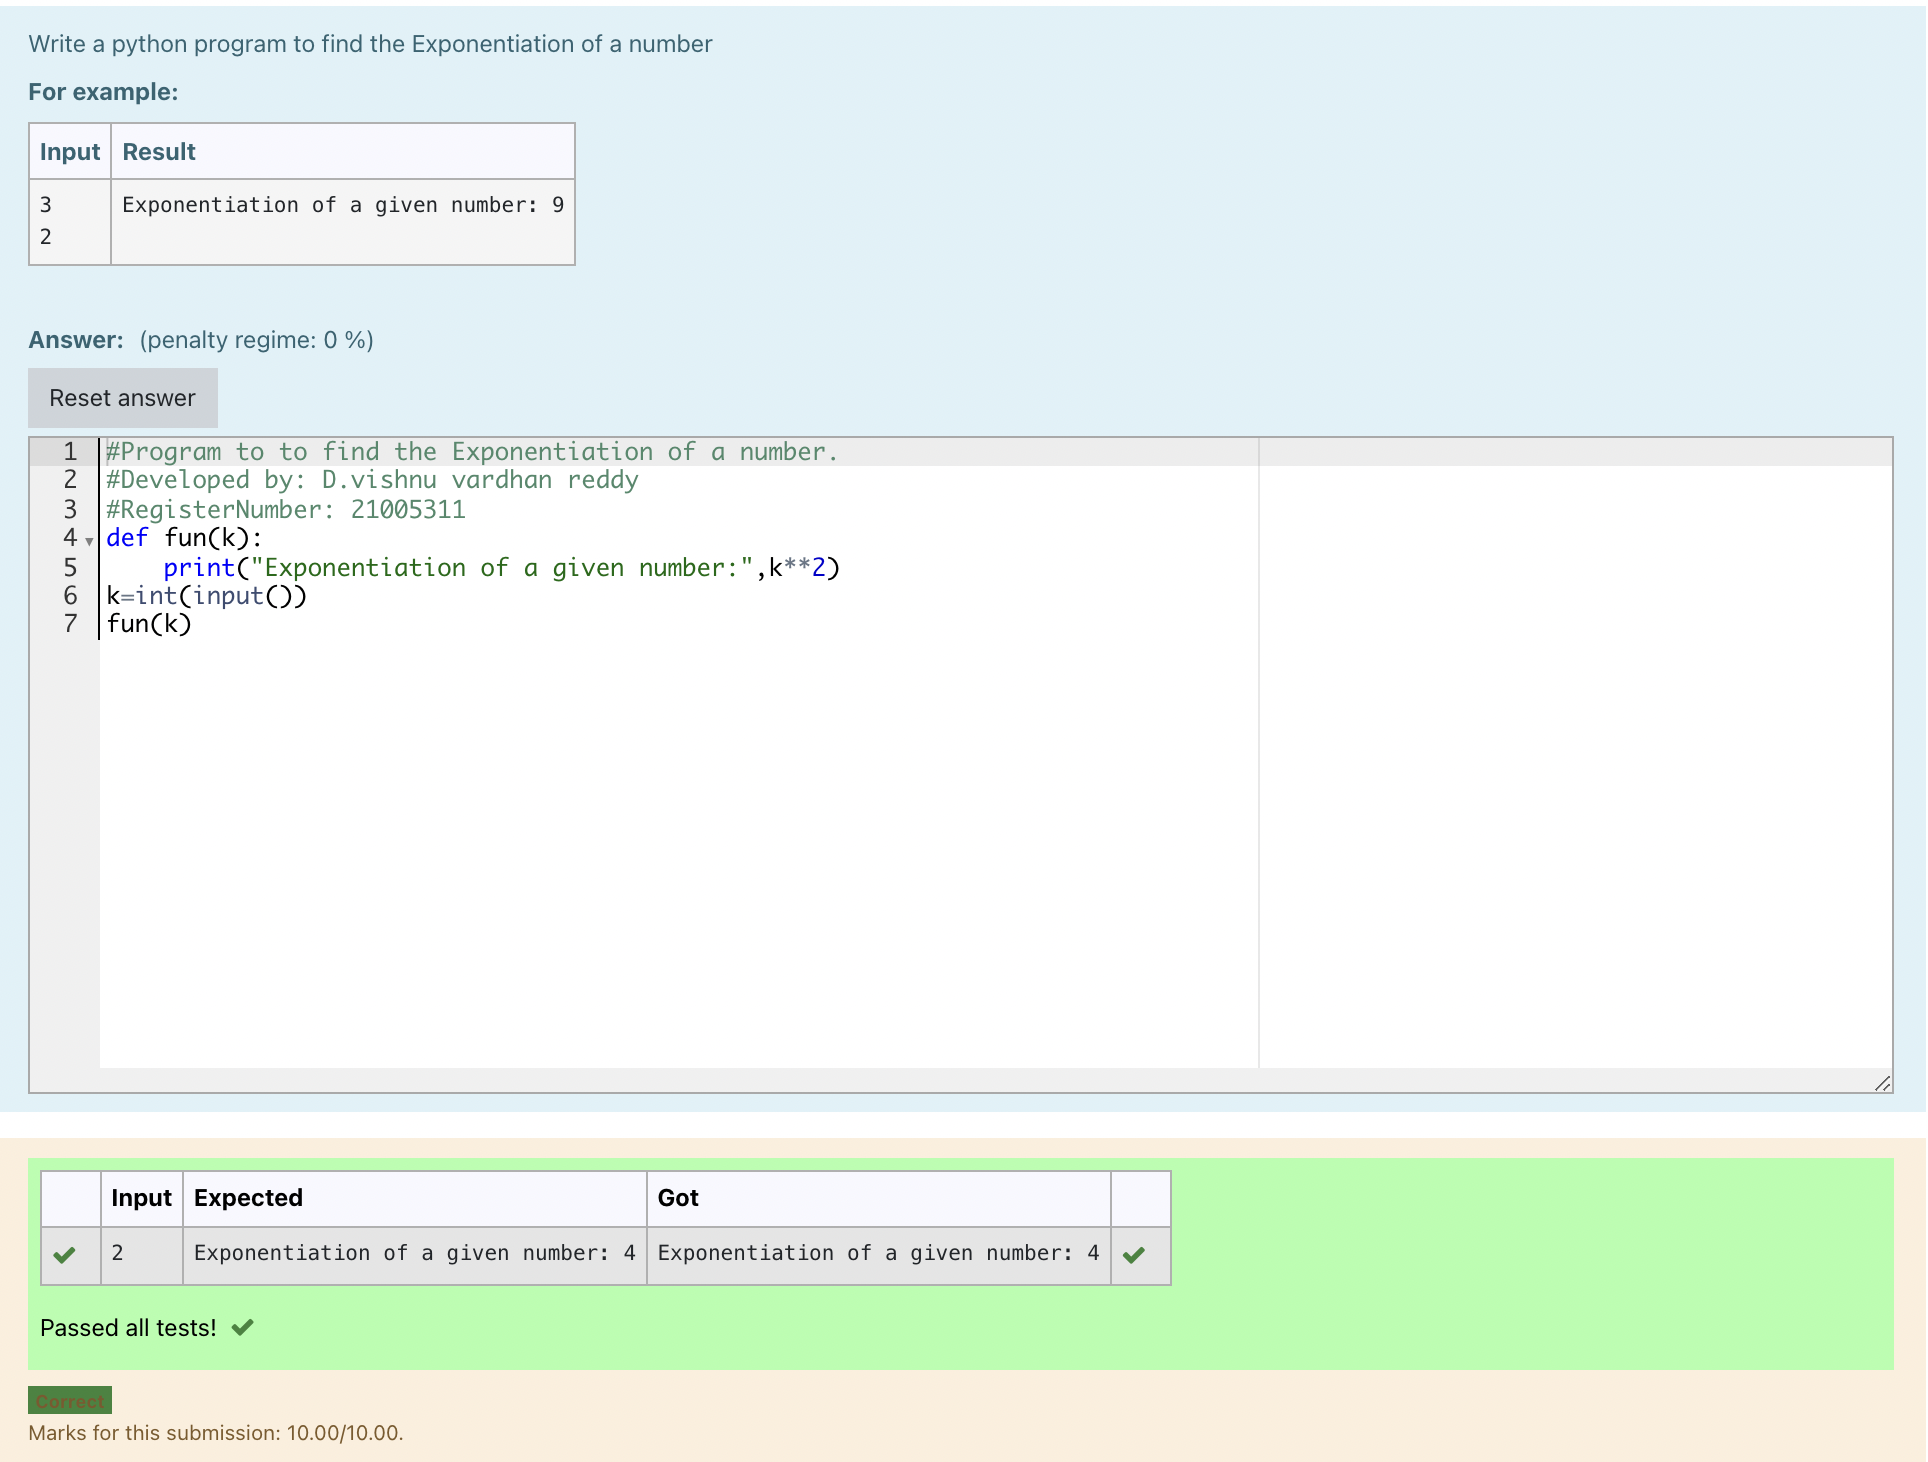 Write a python program to find the Exponentiation of a number
For example:
Input Result
3 Exponentiation of a given number: 9
2
Answer: (penalty regime: 0 %)
Reset answer
1 #Program to to find the Exponentiation of a number.
2 #Developed by: D.vishnu vardhan reddy
3 #RegisterNumber: 21005311
4 def fun(k):
5     print("Exponentiation of a given number:",k**2)
6 k=int(input())
7 fun(k)
Input Expected Got
2 Exponentiation of a given number: 4 Exponentiation of a given number: 4
Passed all tests!
Correct
Marks for this submission: 10.00/10.00.